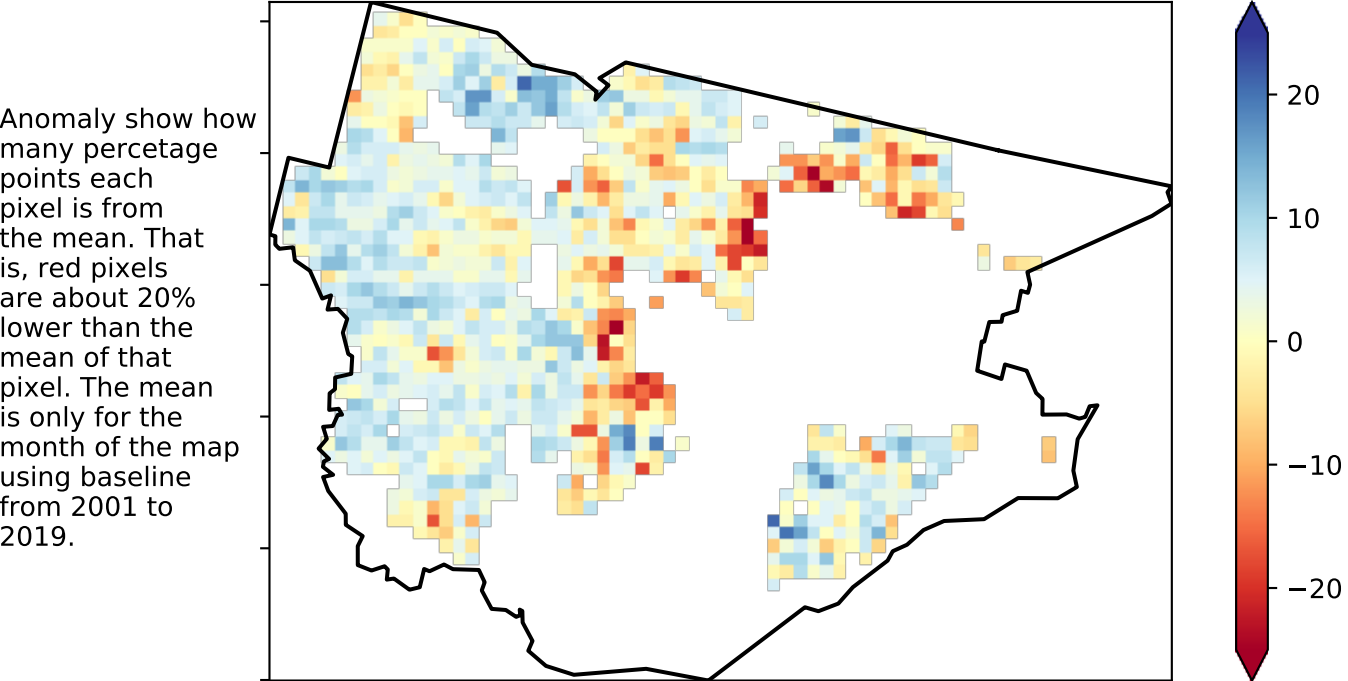 Anomaly show how
many percetage
points each
pixel is from
the mean. That
is, red pixels
are about 20%
lower than the
mean of that
pixel. The mean
is only for the
month of the map
using baseline
from 2001 to
2019.
20
10
0
−10
−20